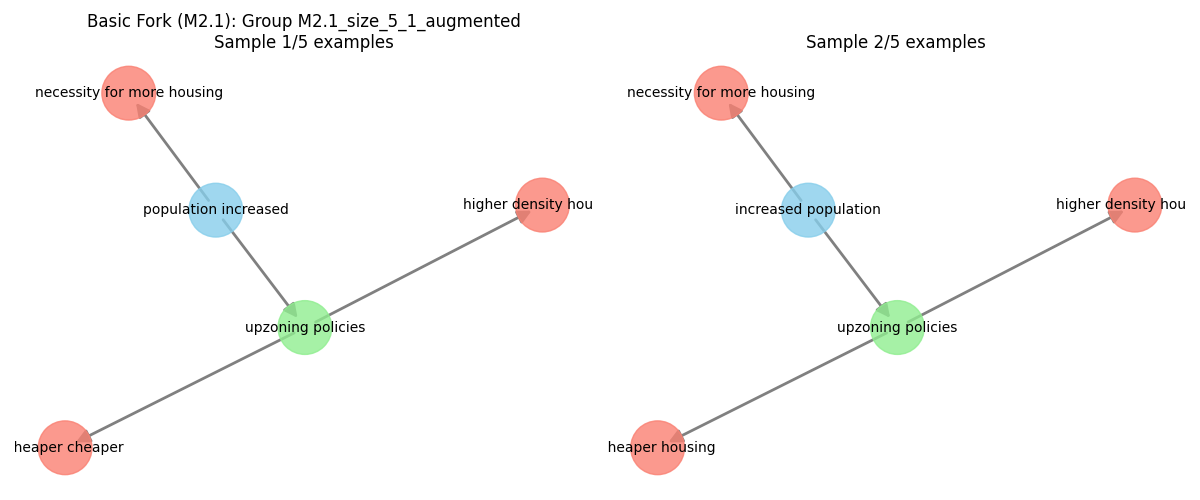 Basic Fork (M2.1): Group M2.1_size_5_1_augmented
Sample 1/5 examples
necessity for more housing
population increased
higher density hou
upzoning policies
heaper cheaper
Sample 2/5 examples
necessity for more housing
increased population
higher density hou
upzoning policies
heaper housing